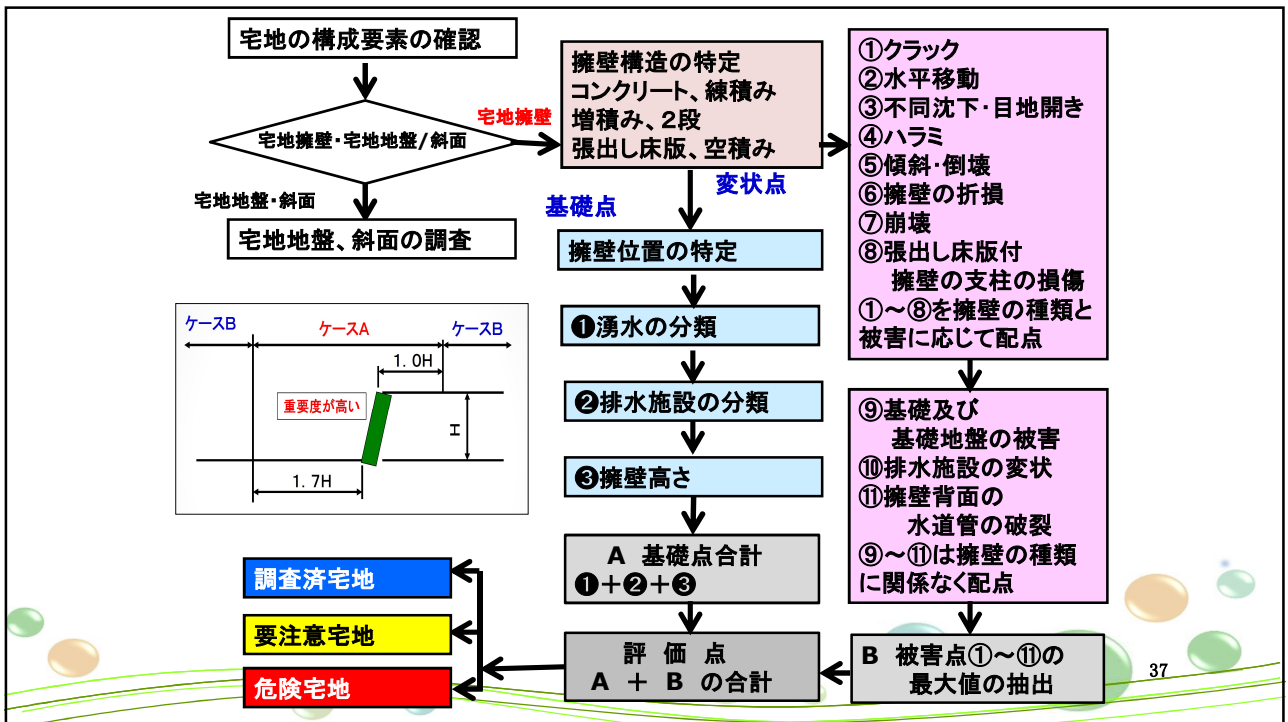 宅地の構成要素の確認
宅地擁壁・宅地地盤/斜面
宅地擁壁
宅地地盤・斜面
宅地地盤、斜面の調査
擁壁構造の特定
コンクリート、練積み
増積み、2段
張出し床版、空積み
変状点
基礎点
擁壁位置の特定
❶湧水の分類
❷排水施設の分類
❸擁壁高さ
A 基礎点合計
❶+❷+❸
評 価 点
A + B の合計
①クラック
②水平移動
③不同沈下・目地開き
④ハラミ
⑤傾斜・倒壊
⑥擁壁の折損
⑦崩壊
⑧張出し床版付
擁壁の支柱の損傷
①~⑧を擁壁の種類と
被害に応じて配点
⑨基礎及び
基礎地盤の被害
⑩排水施設の変状
⑪擁壁背面の
水道管の破裂
⑨~⑪は擁壁の種類
に関係なく配点
B 被害点①~⑪の
最大値の抽出
ケースB
ケースA
ケースB
1.0H
重要度が高い
H
1.7H
調査済宅地
要注意宅地
危険宅地
37